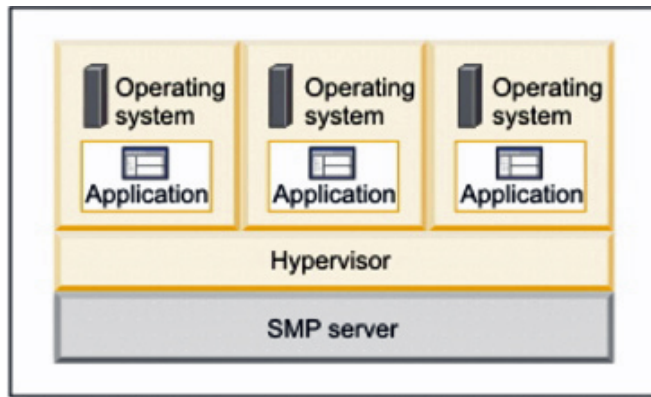 Operating
system
Application
Operating
system
Application
Operating
system
Application
Hypervisor
SMP server